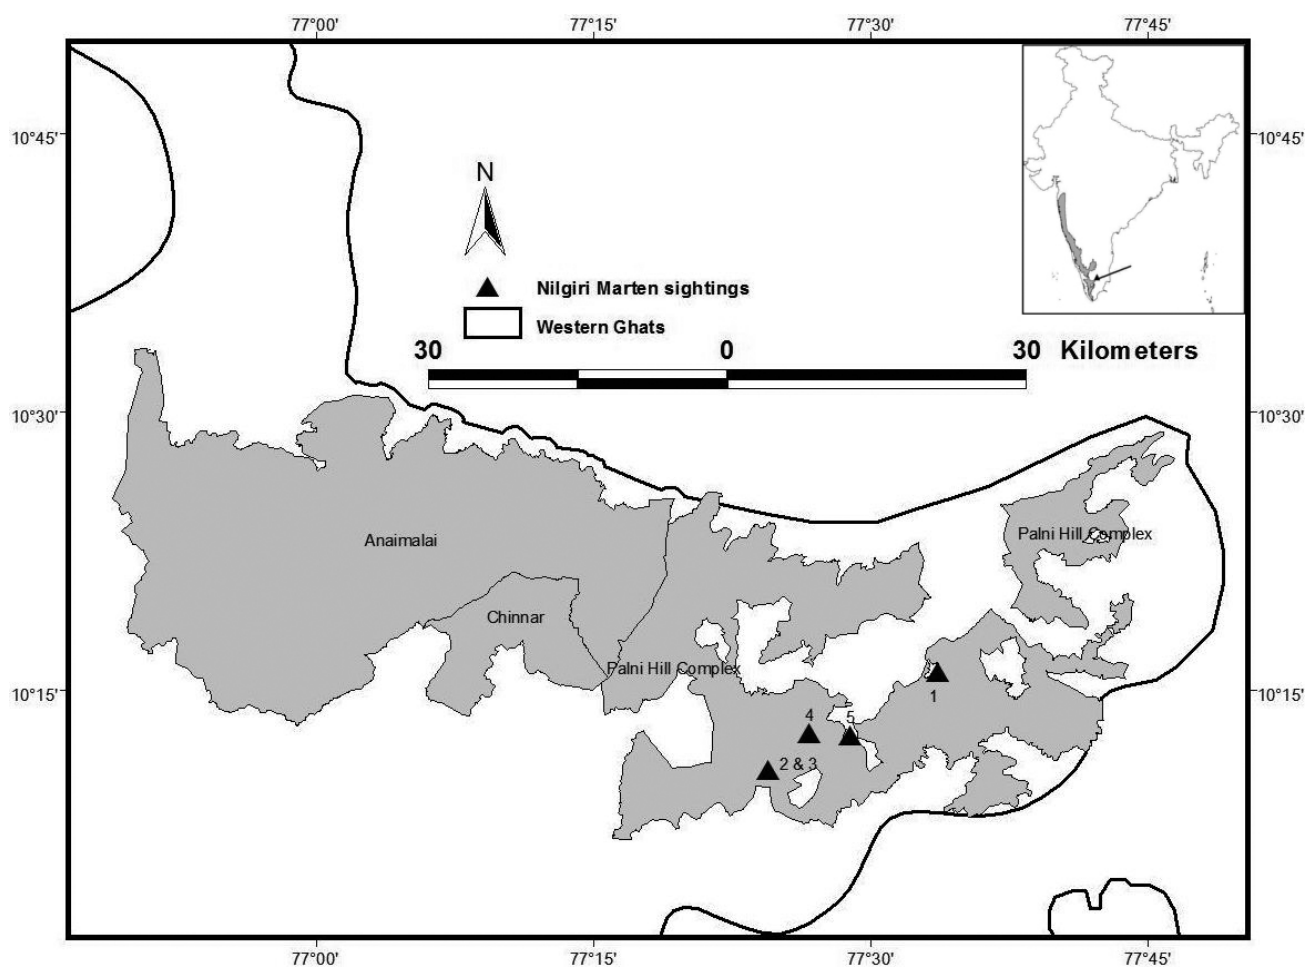 77°00' 77°15' 77°30' 77°45'
10°45' 10°45'
N
Nilgiri Marten sightings
Western Ghats
30 0 30 Kilometers
10°30' 10°30'
Anaimalai
Palni Hill Complex
Chinnar
Palni Hill Complex
10°15' 10°15'
1
4 5
2 & 3
77°00' 77°15' 77°30' 77°45'